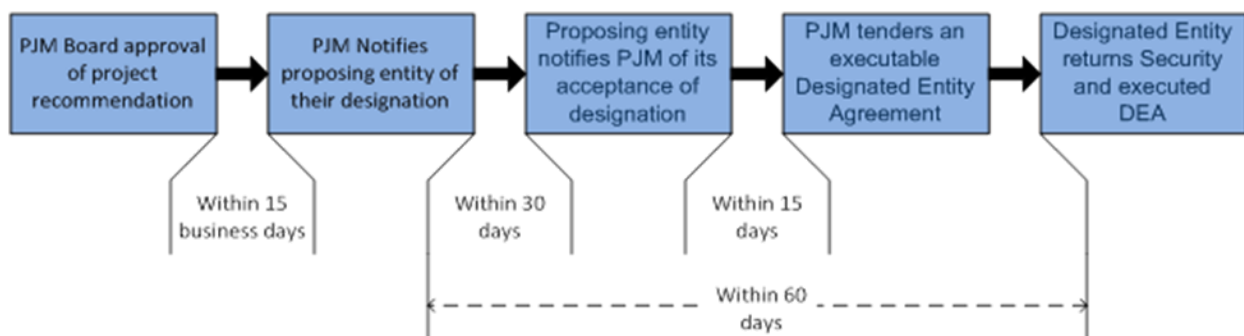 PJM Board approval
of project
recommendation
PJM Notifies
proposing entity of
their designation
Proposing entity
notifies PJM of its
acceptance of
designation
PJM tenders an
executable
Designated Entity
Agreement
Designated Entity
returns Security
and executed
DEA
Within 15
business days
Within 30
days
Within 15
days
Within 60
days